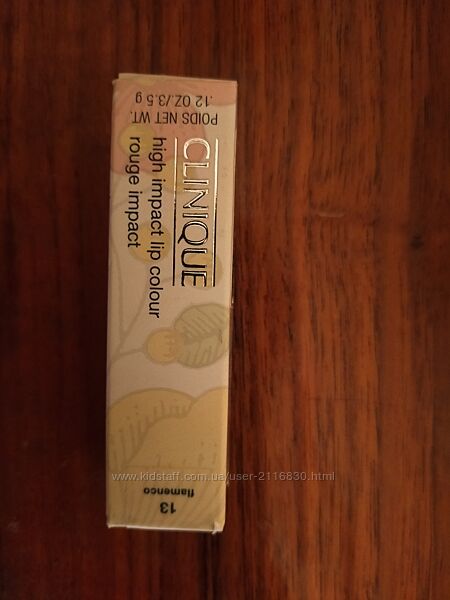 POIDS NET WT.
.12 OZ./3.5 g
CLINIQUE
high impact lip colour
rouge impact
13
flamenco
www.kidstaff.com.ua/user-2116830.html